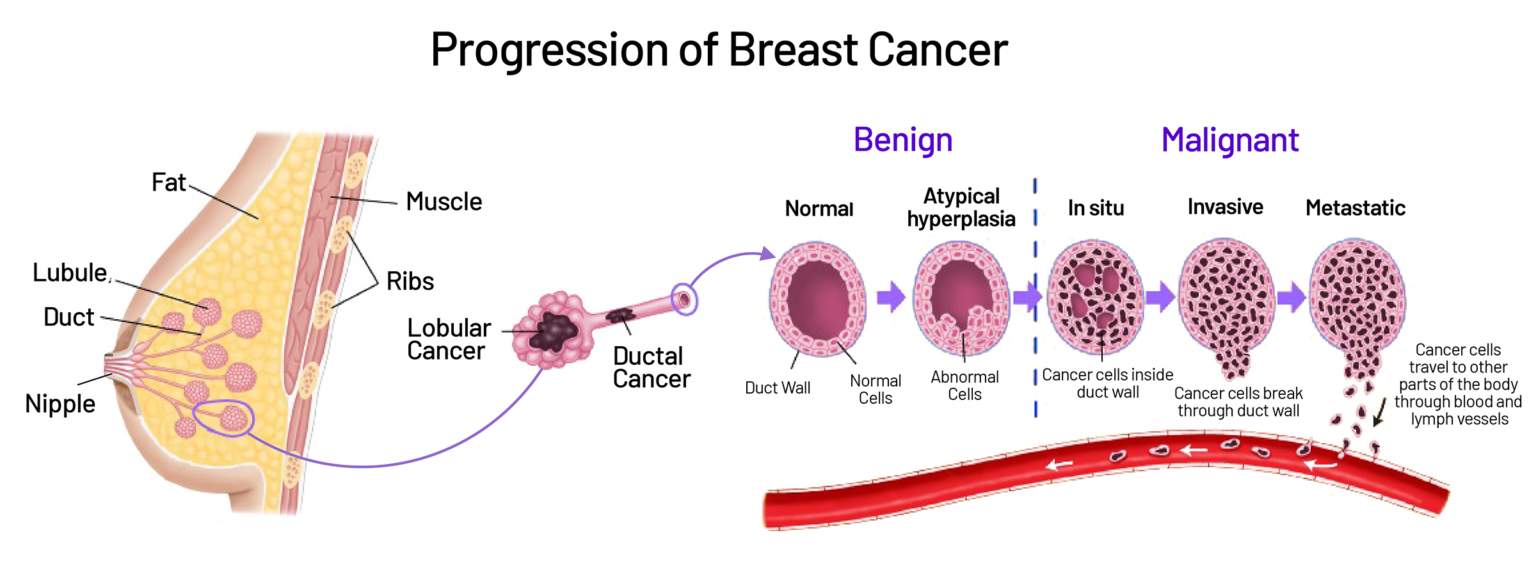 Progression of Breast Cancer
Benign
Malignant
Fat
Muscle
Lubule
Ribs
Duct
Nipple
Lobular
Cancer
Ductal
Cancer
Normal
Atypical
hyperplasia
In situ
Invasive
Metastatic
Duct Wall
Normal
Cells
Abnormal
Cells
Cancer cells inside
duct wall
Cancer cells break
through duct wall
Cancer cells
travel to other
parts of the body
through blood and
lymph vessels